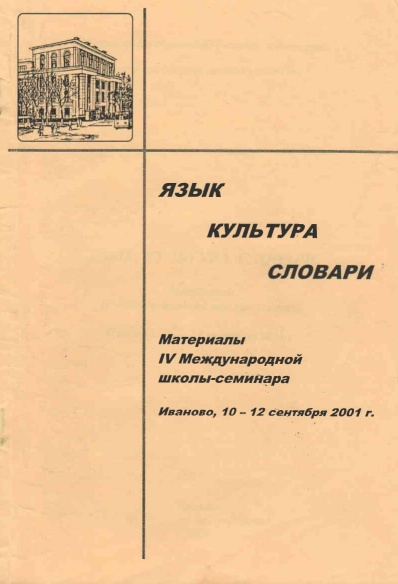 ЯЗЫК
КУЛЬТУРА
СЛОВАРИ
Материалы
IV Международной
школы-семинара
Иваново, 10 – 12 сентября 2001 г.